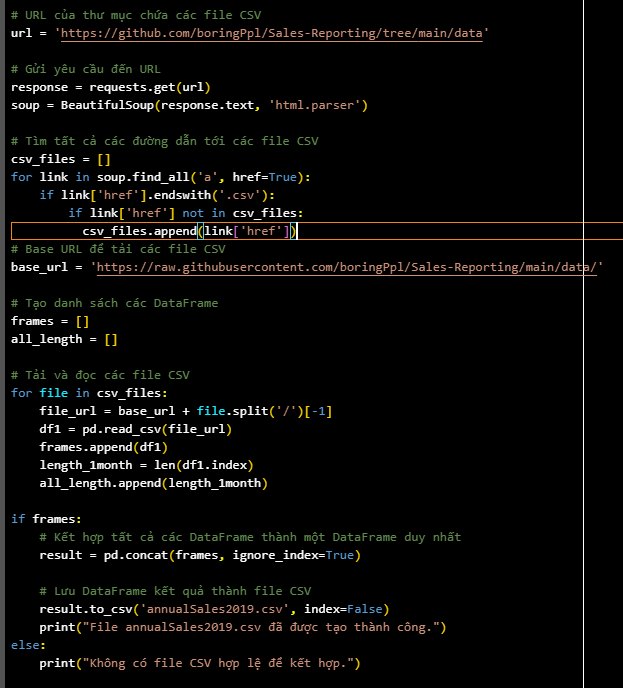 # URL của thư mục chứa các file CSV
url = 'https://github.com/boringPpl/Sales-Reporting/tree/main/data'

# Gửi yêu cầu đến URL
response = requests.get(url)
soup = BeautifulSoup(response.text, 'html.parser')

# Tìm tất cả các đường dẫn tới các file CSV
csv_files = []
for link in soup.find_all('a', href=True):
    if link['href'].endswith('.csv'):
        if link['href'] not in csv_files:
          csv_files.append(link['href'])
# Base URL để tải các file CSV
base_url = 'https://raw.githubusercontent.com/boringPpl/Sales-Reporting/main/data/'

# Tạo danh sách các DataFrame
frames = []
all_length = []

# Tải và đọc các file CSV
for file in csv_files:
    file_url = base_url + file.split('/')[-1]
    df1 = pd.read_csv(file_url)
    frames.append(df1)
    length_1month = len(df1.index)
    all_length.append(length_1month)

if frames:
    # Kết hợp tất cả các DataFrame thành một DataFrame duy nhất
    result = pd.concat(frames, ignore_index=True)

    # Lưu DataFrame kết quả thành file CSV
    result.to_csv('annualSales2019.csv', index=False)
    print("File annualSales2019.csv đã được tạo thành công.")
else:
    print("Không có file CSV hợp lệ để kết hợp.")